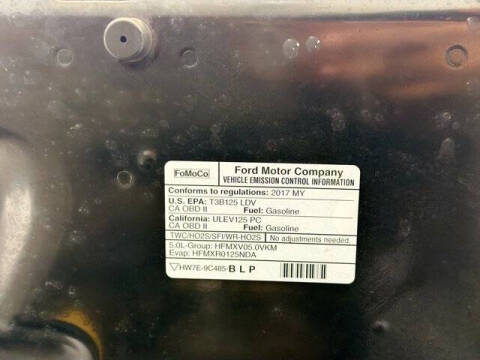 FoMoCo
Ford Motor Company
VEHICLE EMISSION CONTROL INFORMATION
Conforms to regulations: 2017 MY
U.S. EPA: T3B125 LDV
CA OBD II Fuel: Gasoline
California: ULEV125 PC
CA OBD II Fuel: Gasoline
TWC/HO2S/SFI/WR-HO2S No adjustments needed.
5.0L-Group: HFMXV05.0VKM
Evap: HFMXR0125NDA
HW7E-9C485-BLP